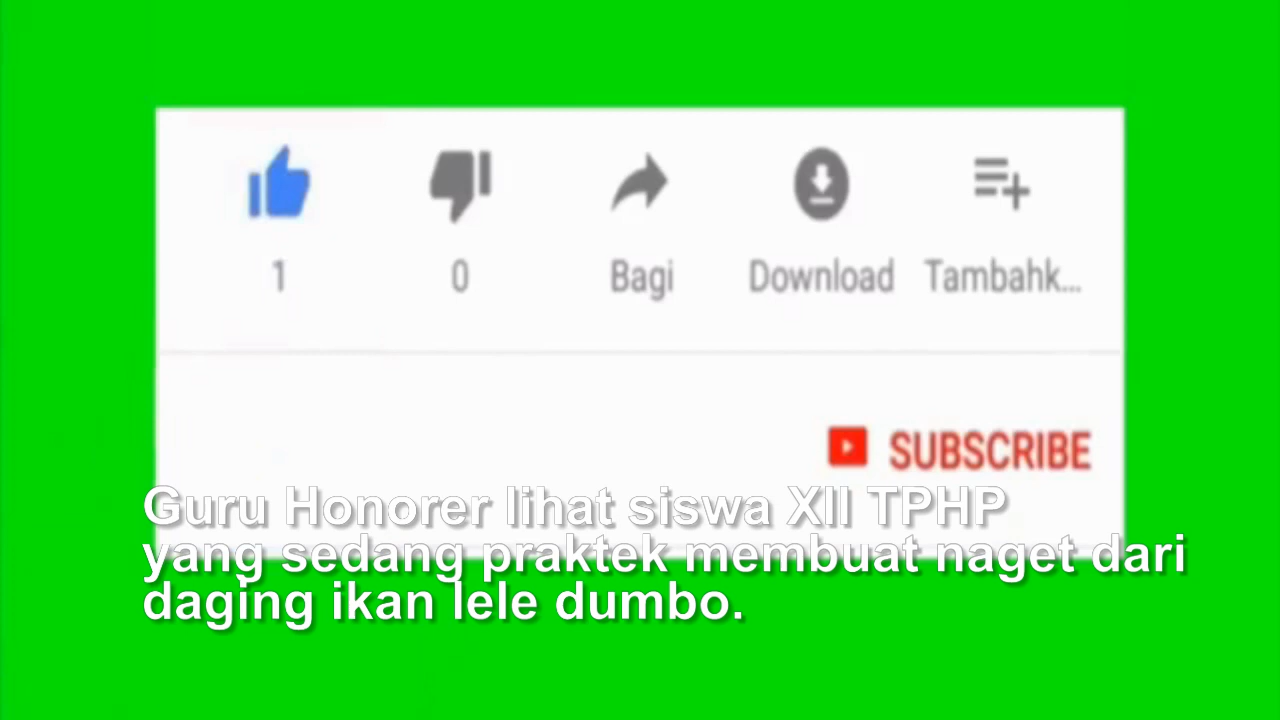 1 0 Bagi Download Tambahk...
SUBSCRIBE
Guru Honorer lihat siswa XII TPHP
yang sedang praktek membuat naget dari
daging ikan lele dumbo.